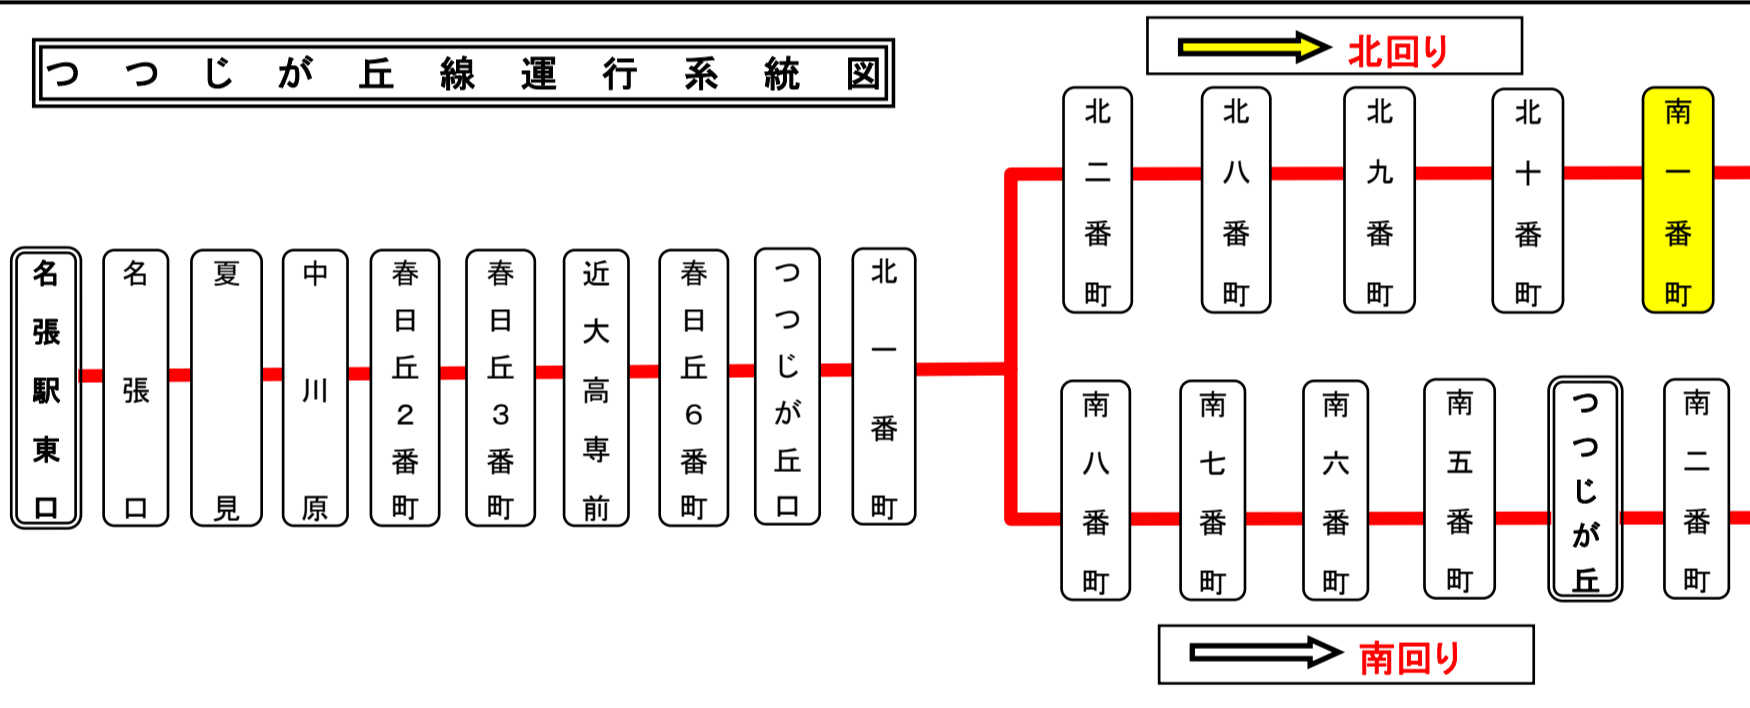 つつじが丘線運行系統図
北回り
北二番町
北八番町
北九番町
北十番町
南一番町
名張駅東口
名張口
夏見
中川原
春日丘2番町
春日丘3番町
近大高専前
春日丘6番町
つつじが丘口
北一番町
南八番町
南七番町
南六番町
南五番町
つつじが丘
南二番町
南回り